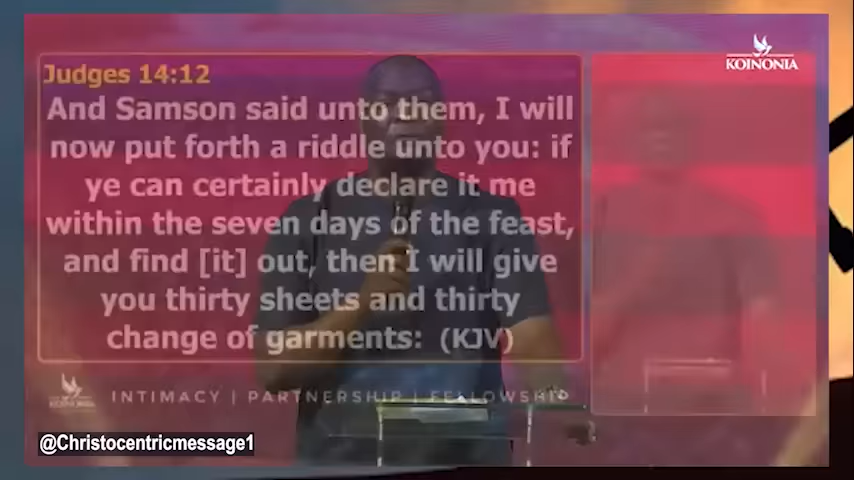 KOINONIA
Judges 14:12
And Samson said unto them, I will
now put forth a riddle unto you: if
ye can certainly declare it me
within the seven days of the feast,
and find [it] out, then I will give
you thirty sheets and thirty
change of garments: (KJV)
KOINONIA
INTIMACY | PARTNERSHIP | FELLOWSHIP
@Christocentricmessage1